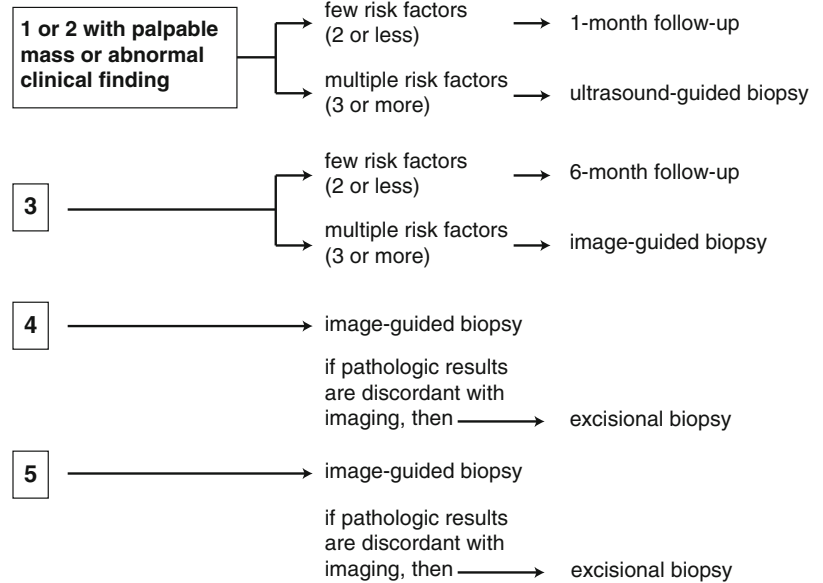 1 or 2 with palpable
mass or abnormal
clinical finding
few risk factors
(2 or less)
1-month follow-up
multiple risk factors
(3 or more)
ultrasound-guided biopsy
3
few risk factors
(2 or less)
6-month follow-up
multiple risk factors
(3 or more)
image-guided biopsy
4
image-guided biopsy
if pathologic results
are discordant with
imaging, then
excisional biopsy
5
image-guided biopsy
if pathologic results
are discordant with
imaging, then
excisional biopsy